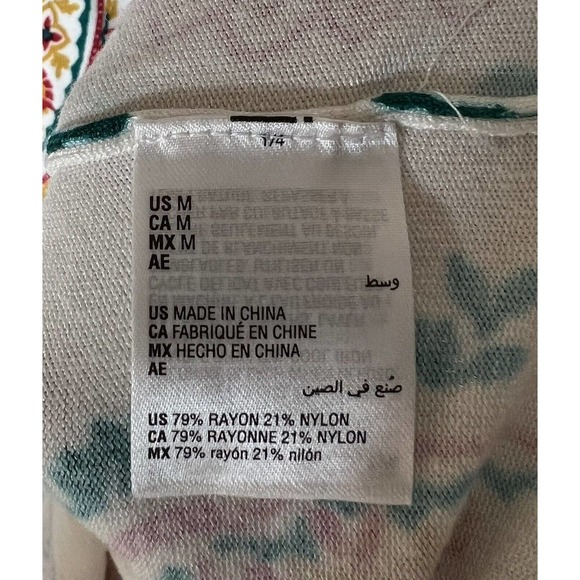 1/4
US M
CA M
MX M
AE
وسط
US MADE IN CHINA
CA FABRIQUÉ EN CHINE
MX HECHO EN CHINA
AE
صُنع في الصين
US 79% RAYON 21% NYLON
CA 79% RAYONNE 21% NYLON
MX 79% rayón 21% nilón